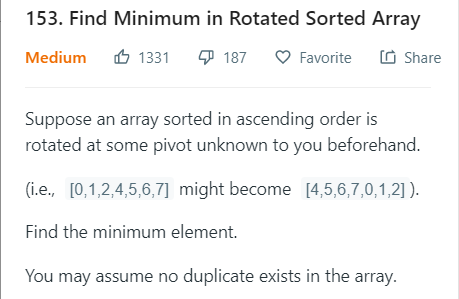 153. Find Minimum in Rotated Sorted Array
Medium 1331 187 Favorite Share
Suppose an array sorted in ascending order is
rotated at some pivot unknown to you beforehand.
(i.e., [0,1,2,4,5,6,7] might become [4,5,6,7,0,1,2] ).
Find the minimum element.
You may assume no duplicate exists in the array.